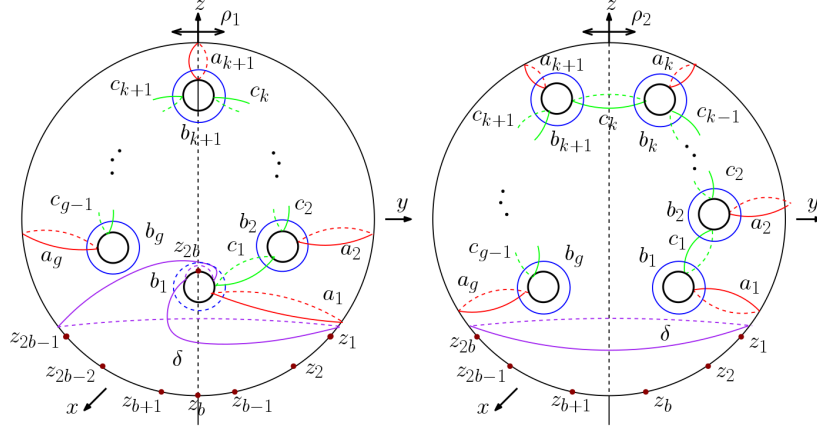 z ρ_1
a_{k+1}
c_{k+1} c_k
b_{k+1}
c_{g-1} b_g z_{2b} b_2 c_2
c_1
y
a_g b_1 a_2
a_1
z_{2b-1} z_1
δ
z_{2b-2} z_2
x z_{b+1} z_b z_{b-1}
z ρ_2
a_{k+1} a_k
c_{k+1} c_k c_{k-1}
b_{k+1} b_k
c_2
b_2
y
a_2
c_{g-1} b_g b_1 c_1
a_g a_1
z_{2b} δ z_1
z_{2b-1} z_2
x z_{b+1} z_b